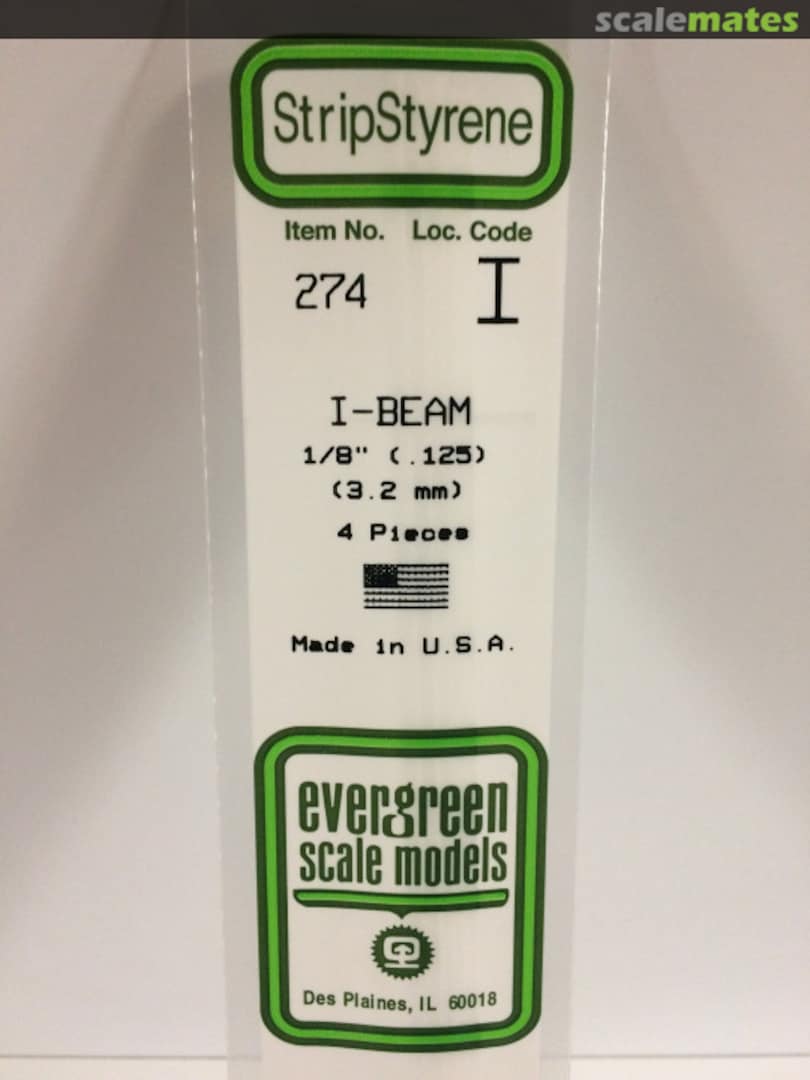 scalemates
StripStyrene
Item No. Loc. Code
274 I
I-BEAM
1/8" (.125)
(3.2 mm)
4 Pieces
Made in U.S.A.
evergreen
scale models
Des Plaines, IL 60018